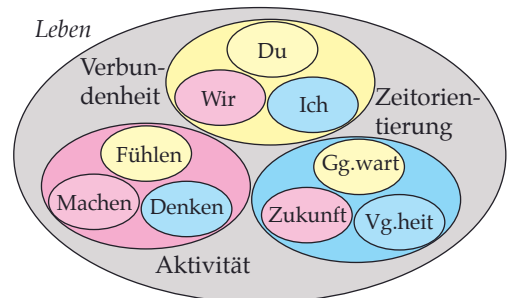 Leben
Verbun-
denheit
Du
Wir
Ich
Zeitorien-
tierung
Fühlen
Machen
Denken
Gg.wart
Zukunft
Vg.heit
Aktivität